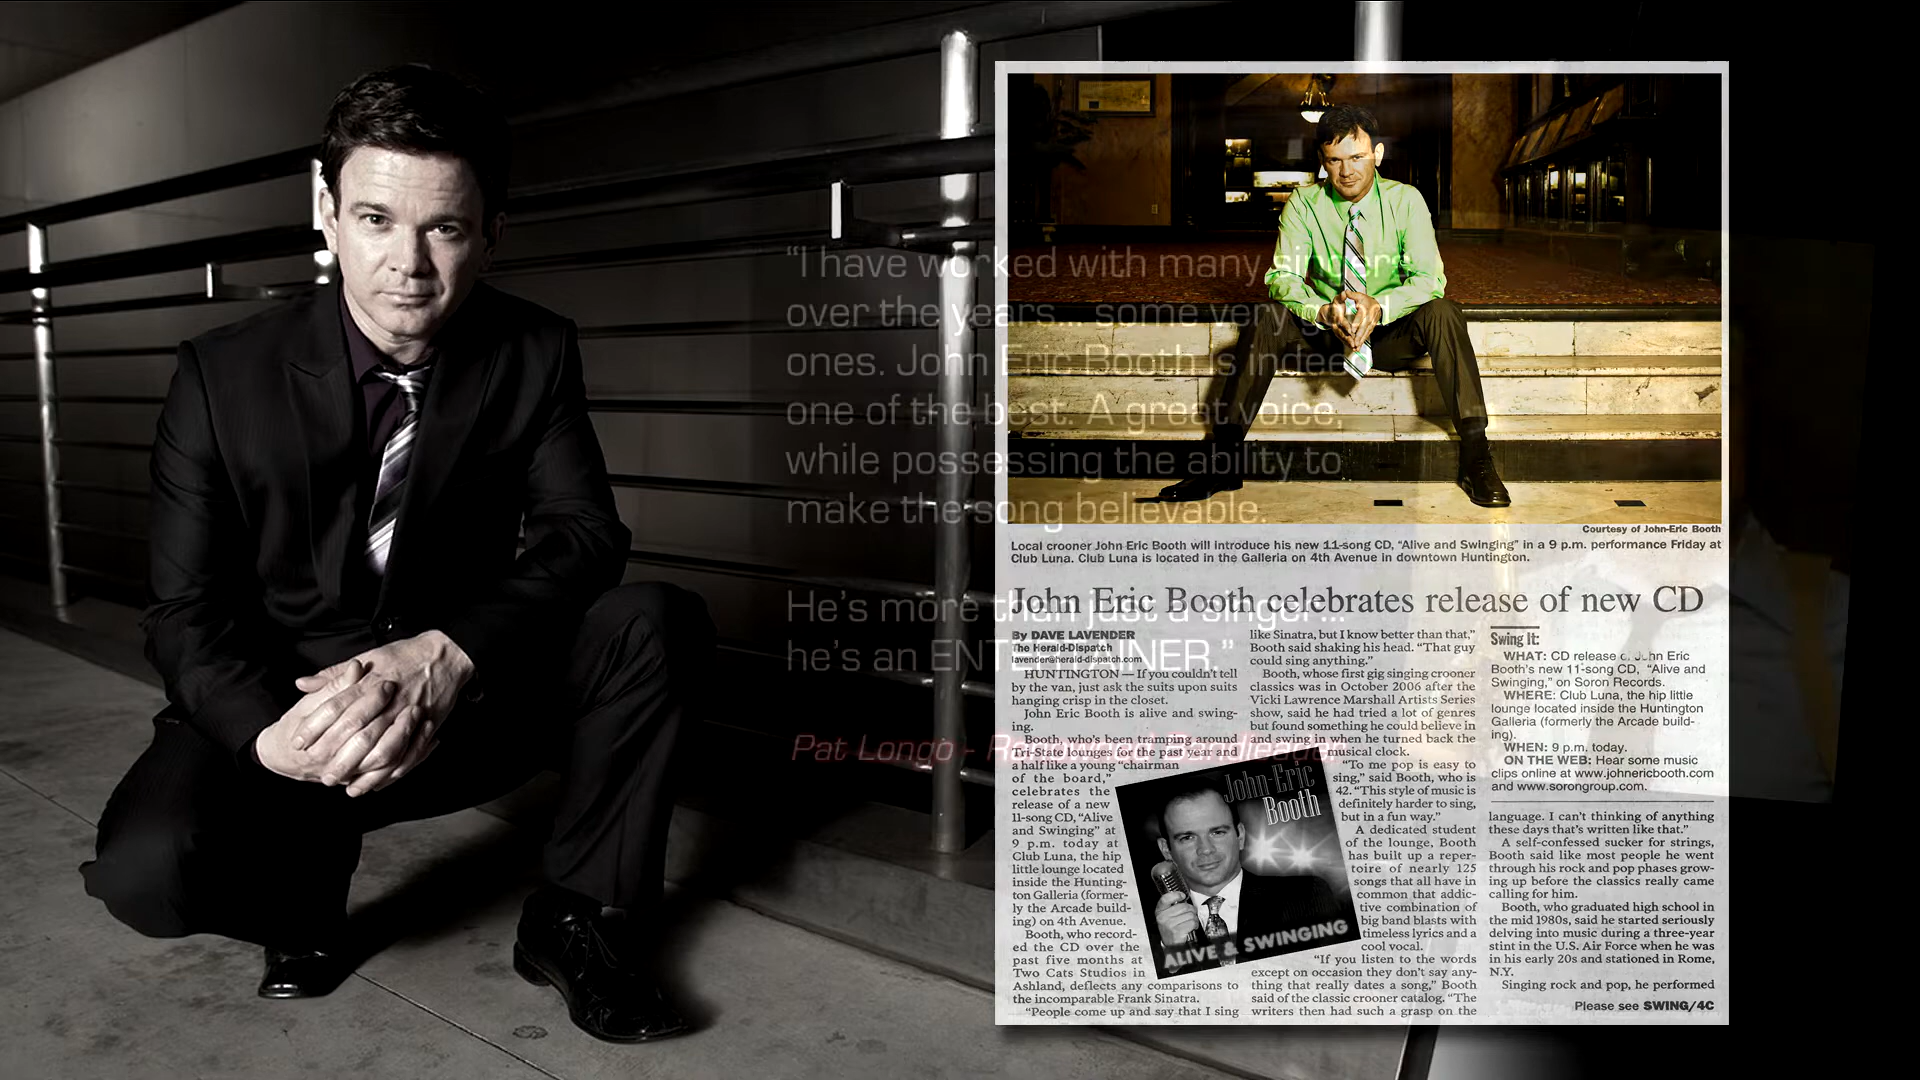 “I have worked with many singers
over the years... some very good
ones. John Eric Booth is indeed
one of the best. A great voice,
while possessing the ability to
make the song believable.
He’s more than just a singer...
he’s an ENTERTAINER.”
Pat Longo - Renowned Bandleader
Courtesy of John-Eric Booth
Local crooner John Eric Booth will introduce his new 11-song CD, “Alive and Swinging” in a 9 p.m. performance Friday at
Club Luna. Club Luna is located in the Galleria on 4th Avenue in downtown Huntington.
John Eric Booth celebrates release of new CD
By DAVE LAVENDER
The Herald-Dispatch
lavender@herald-dispatch.com
HUNTINGTON — If you couldn’t tell
by the van, just ask the suits upon suits
hanging crisp in the closet.
John Eric Booth is alive and swing-
ing.
Booth, who’s been tramping around
Tri-State lounges for the past year and
a half like a young “chairman
of the board,”
celebrates the
release of a new
11-song CD, “Alive
and Swinging” at
9 p.m. today at
Club Luna, the hip
little lounge located
inside the Hunting-
ton Galleria (former-
ly the Arcade build-
ing) on 4th Avenue.
Booth, who record-
ed the CD over the
past five months at
Two Cats Studios in
Ashland, deflects any comparisons to
the incomparable Frank Sinatra.
“People come up and say that I sing
like Sinatra, but I know better than that,”
Booth said shaking his head. “That guy
could sing anything.”
Booth, whose first gig singing crooner
classics was in October 2006 after the
Vicki Lawrence Marshall Artists Series
show, said he had tried a lot of genres
but found something he could believe in
and swing in when he turned back the
musical clock.
“To me pop is easy to
sing,” said Booth, who is
42. “This style of music is
definitely harder to sing,
but in a fun way.”
A dedicated student
of the lounge, Booth
has built up a reper-
toire of nearly 125
songs that all have in
common that addic-
tive combination of
big band blasts with
timeless lyrics and a
cool vocal.
“If you listen to the words
except on occasion they don’t say any-
thing that really dates a song,” Booth
said of the classic crooner catalog. “The
writers then had such a grasp on the
John-Eric
Booth
ALIVE & SWINGING
Swing It:
WHAT: CD release of John Eric
Booth’s new 11-song CD, “Alive and
Swinging,” on Soron Records.
WHERE: Club Luna, the hip little
lounge located inside the Huntington
Galleria (formerly the Arcade build-
ing).
WHEN: 9 p.m. today.
ON THE WEB: Hear some music
clips online at www.johnericbooth.com
and www.sorongroup.com.
language. I can’t thinking of anything
these days that’s written like that.”
A self-confessed sucker for strings,
Booth said like most people he went
through his rock and pop phases grow-
ing up before the classics really came
calling for him.
Booth, who graduated high school in
the mid 1980s, said he started seriously
delving into music during a three-year
stint in the U.S. Air Force when he was
in his early 20s and stationed in Rome,
N.Y.
Singing rock and pop, he performed
Please see SWING/4C